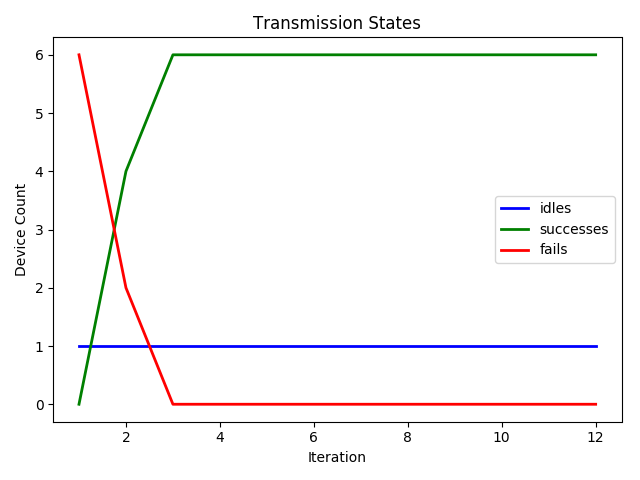 Transmission States
6
5
4
3
2
1
0
Device Count
idles
successes
fails
2
4
6
8
10
12
Iteration